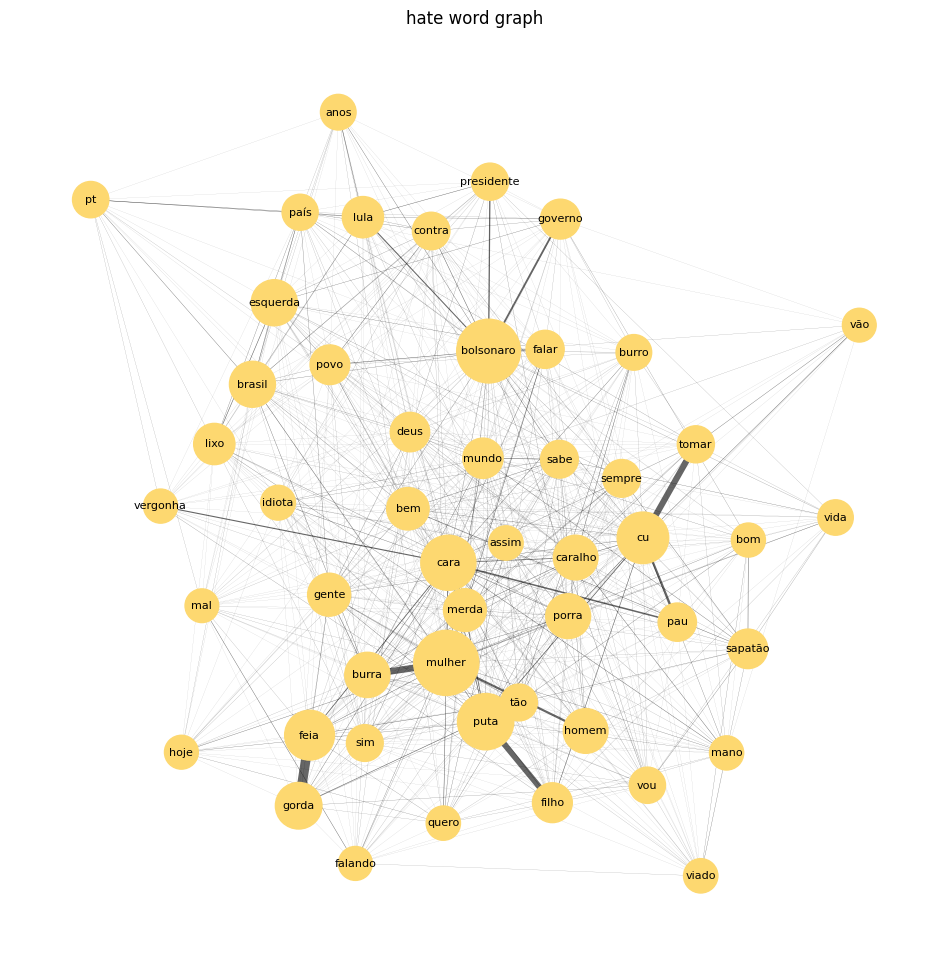 hate word graph
anos
presidente
pt
país
lula
governo
contra
esquerda
vão
bolsonaro
falar
burro
povo
brasil
deus
lixo
tomar
mundo
sabe
sempre
idiota
vergonha
bem
vida
cu
bom
assim
caralho
cara
gente
mal
merda
porra
pau
sapatão
mulher
burra
tão
puta
homem
feia
sim
hoje
mano
vou
filho
gorda
quero
falando
viado